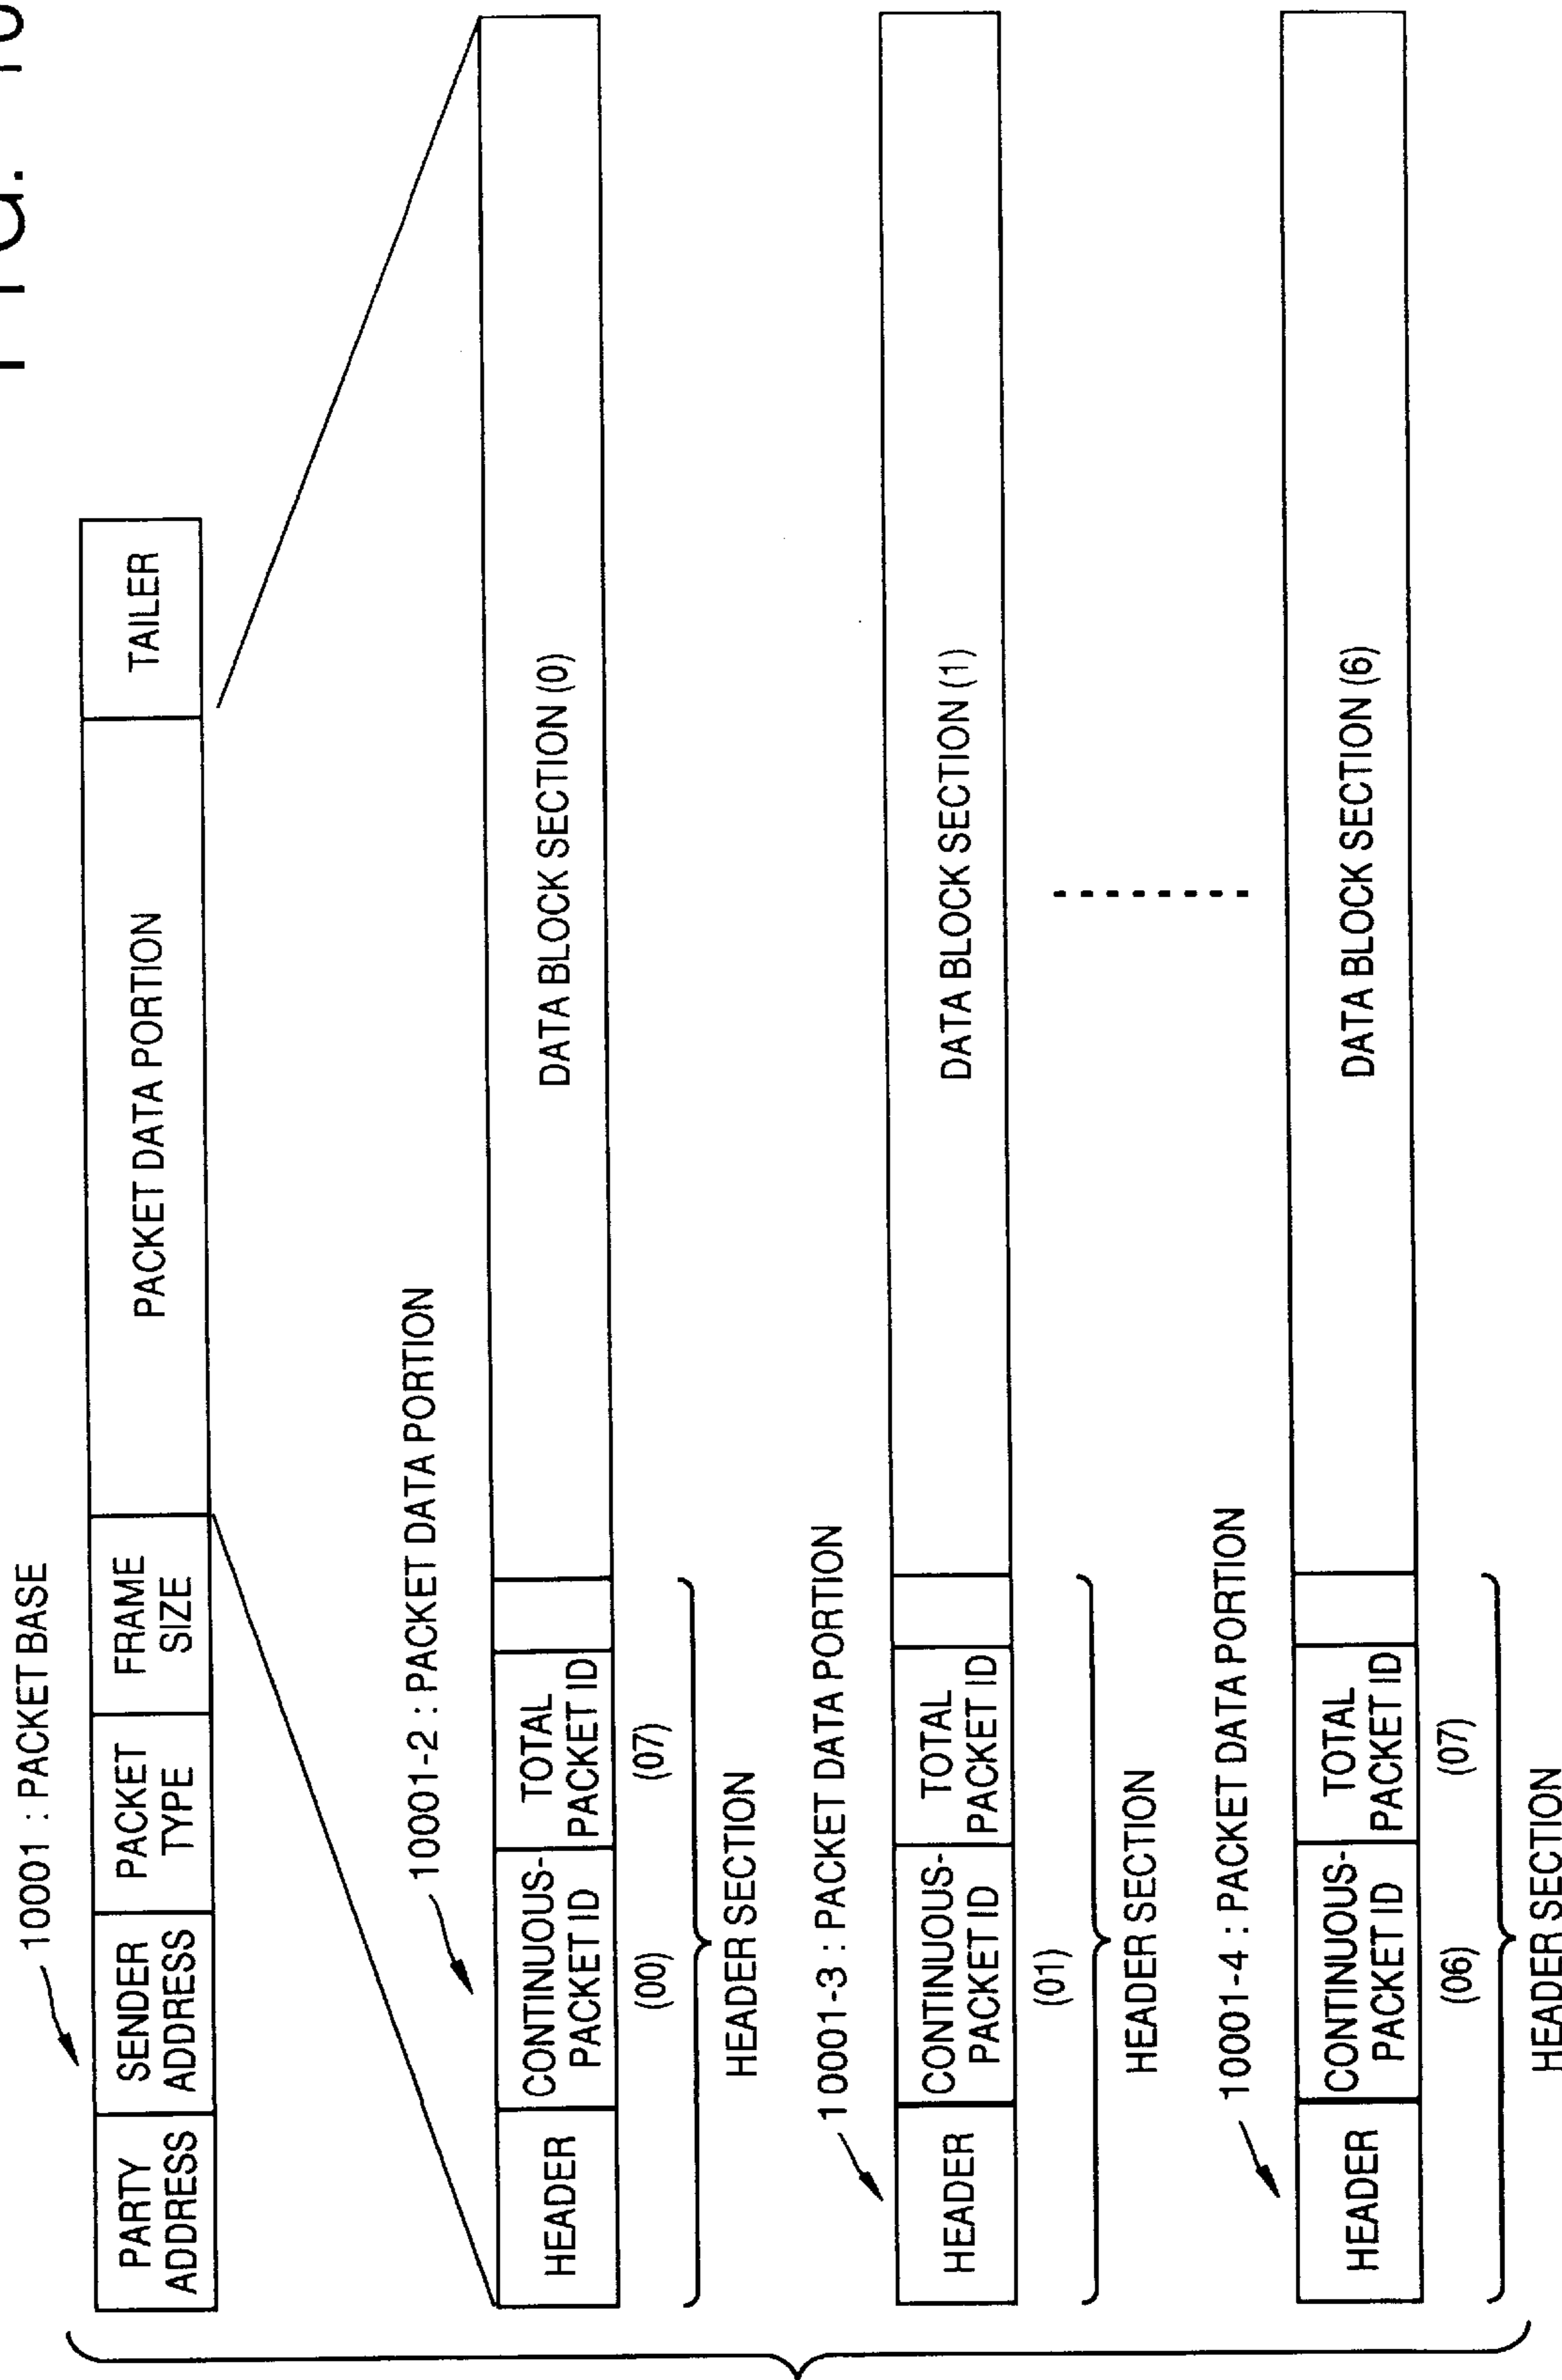 FIG. 10
10001 : PACKET BASE
PARTY
ADDRESS
SENDER
ADDRESS
PACKET
TYPE
FRAME
SIZE
PACKET DATA PORTION
TAILER
10001-2 : PACKET DATA PORTION
HEADER
CONTINUOUS-
PACKET ID
TOTAL
PACKET ID
DATA BLOCK SECTION (0)
(00)
(07)
HEADER SECTION
10001-3 : PACKET DATA PORTION
HEADER
CONTINUOUS-
PACKET ID
TOTAL
PACKET ID
DATA BLOCK SECTION (1)
(01)
HEADER SECTION
10001-4 : PACKET DATA PORTION
HEADER
CONTINUOUS-
PACKET ID
TOTAL
PACKET ID
DATA BLOCK SECTION (6)
(06)
(07)
HEADER SECTION